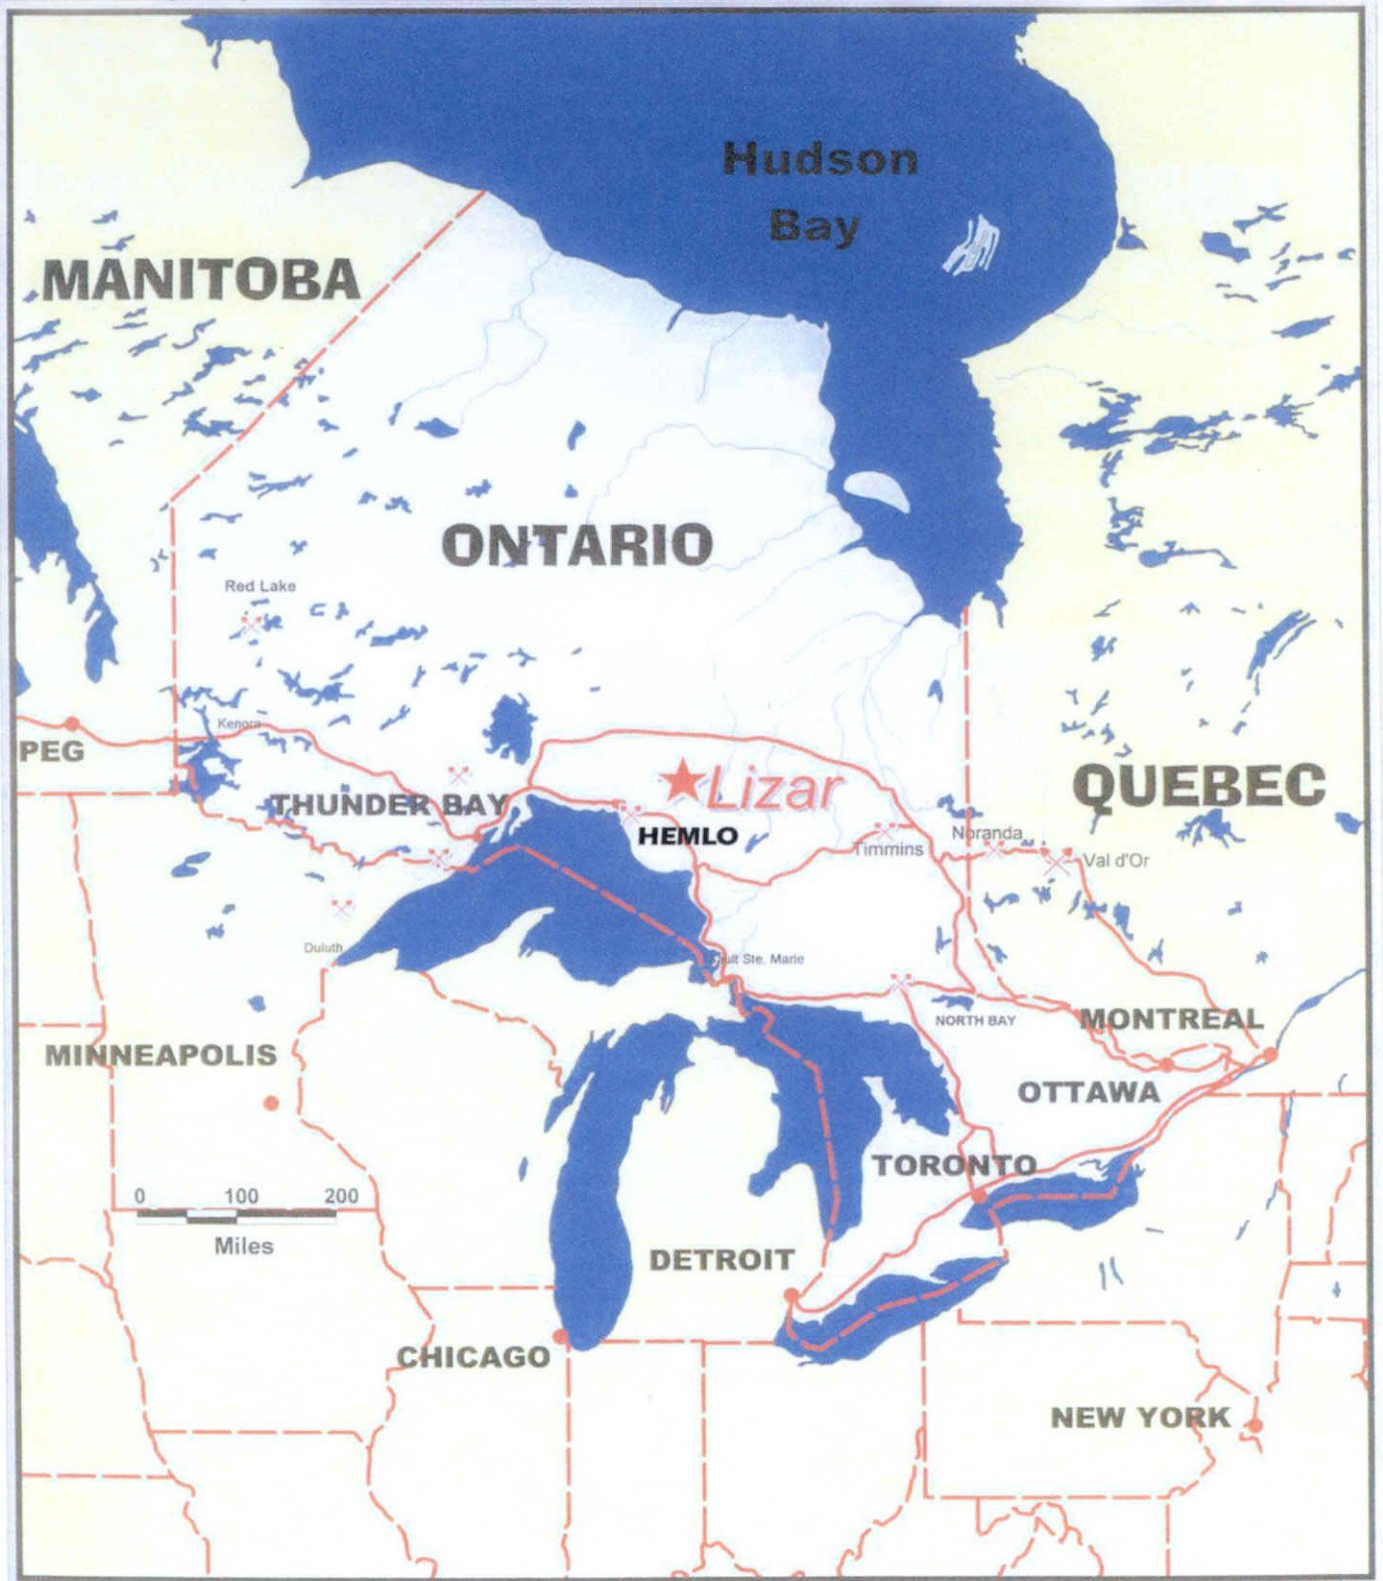 Hudson
Bay
MANITOBA
ONTARIO
Red Lake
Kenora
PEG
Lizar
QUEBEC
THUNDER BAY
HEMLO
Timmins
Noranda
Val d'Or
Duluth
ult Ste. Marie
NORTH BAY
MONTREAL
MINNEAPOLIS
OTTAWA
TORONTO
0 100 200
Miles
DETROIT
CHICAGO
NEW YORK